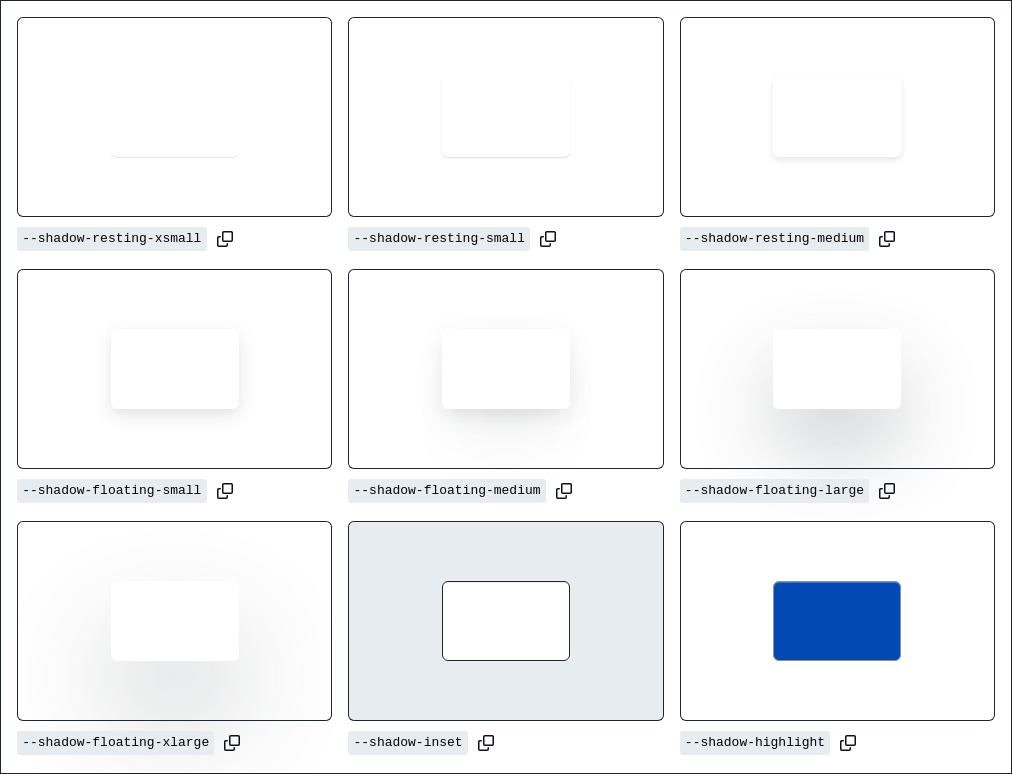 --shadow-resting-xsmall
--shadow-resting-small
--shadow-resting-medium
--shadow-floating-small
--shadow-floating-medium
--shadow-floating-large
--shadow-floating-xlarge
--shadow-inset
--shadow-highlight